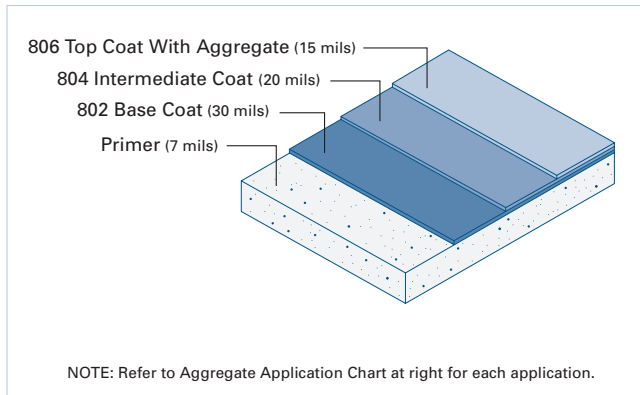 806 Top Coat With Aggregate (15 mils)
804 Intermediate Coat (20 mils)
802 Base Coat (30 mils)
Primer (7 mils)
NOTE: Refer to Aggregate Application Chart at right for each application.